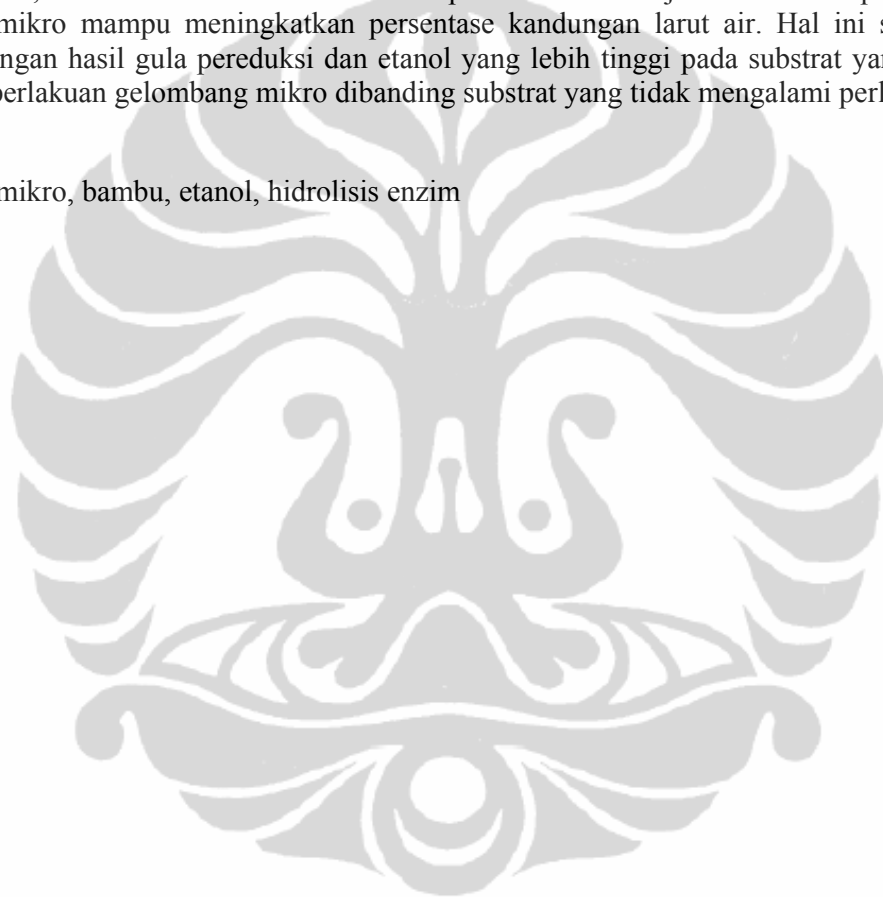 mikro mampu meningkatkan persentase kandungan larut air. Hal ini s
ngan hasil gula pereduksi dan etanol yang lebih tinggi pada substrat yan
perlakuan gelombang mikro dibanding substrat yang tidak mengalami perl
mikro, bambu, etanol, hidrolisis enzim